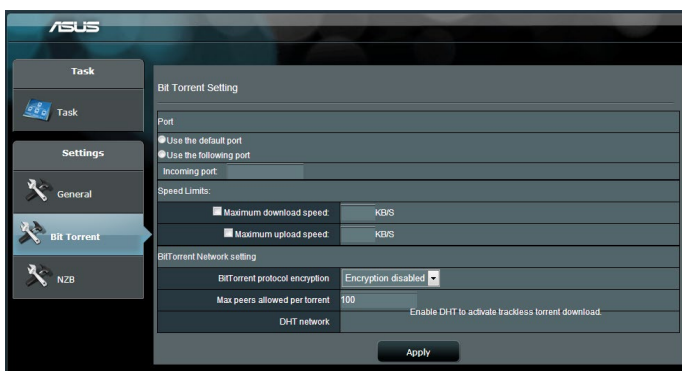 ASUS
Task
Task
Settings
General
Bit Torrent
NZB
Bit Torrent Setting
Port
Use the default port
Use the following port
Incoming port:
Speed Limits:
Maximum download speed: KB/S
Maximum upload speed: KB/S
BitTorrent Network setting
BitTorrent protocol encryption Encryption disabled
Max peers allowed per torrent 100
DHT network Enable DHT to activate trackless torrent download.
Apply